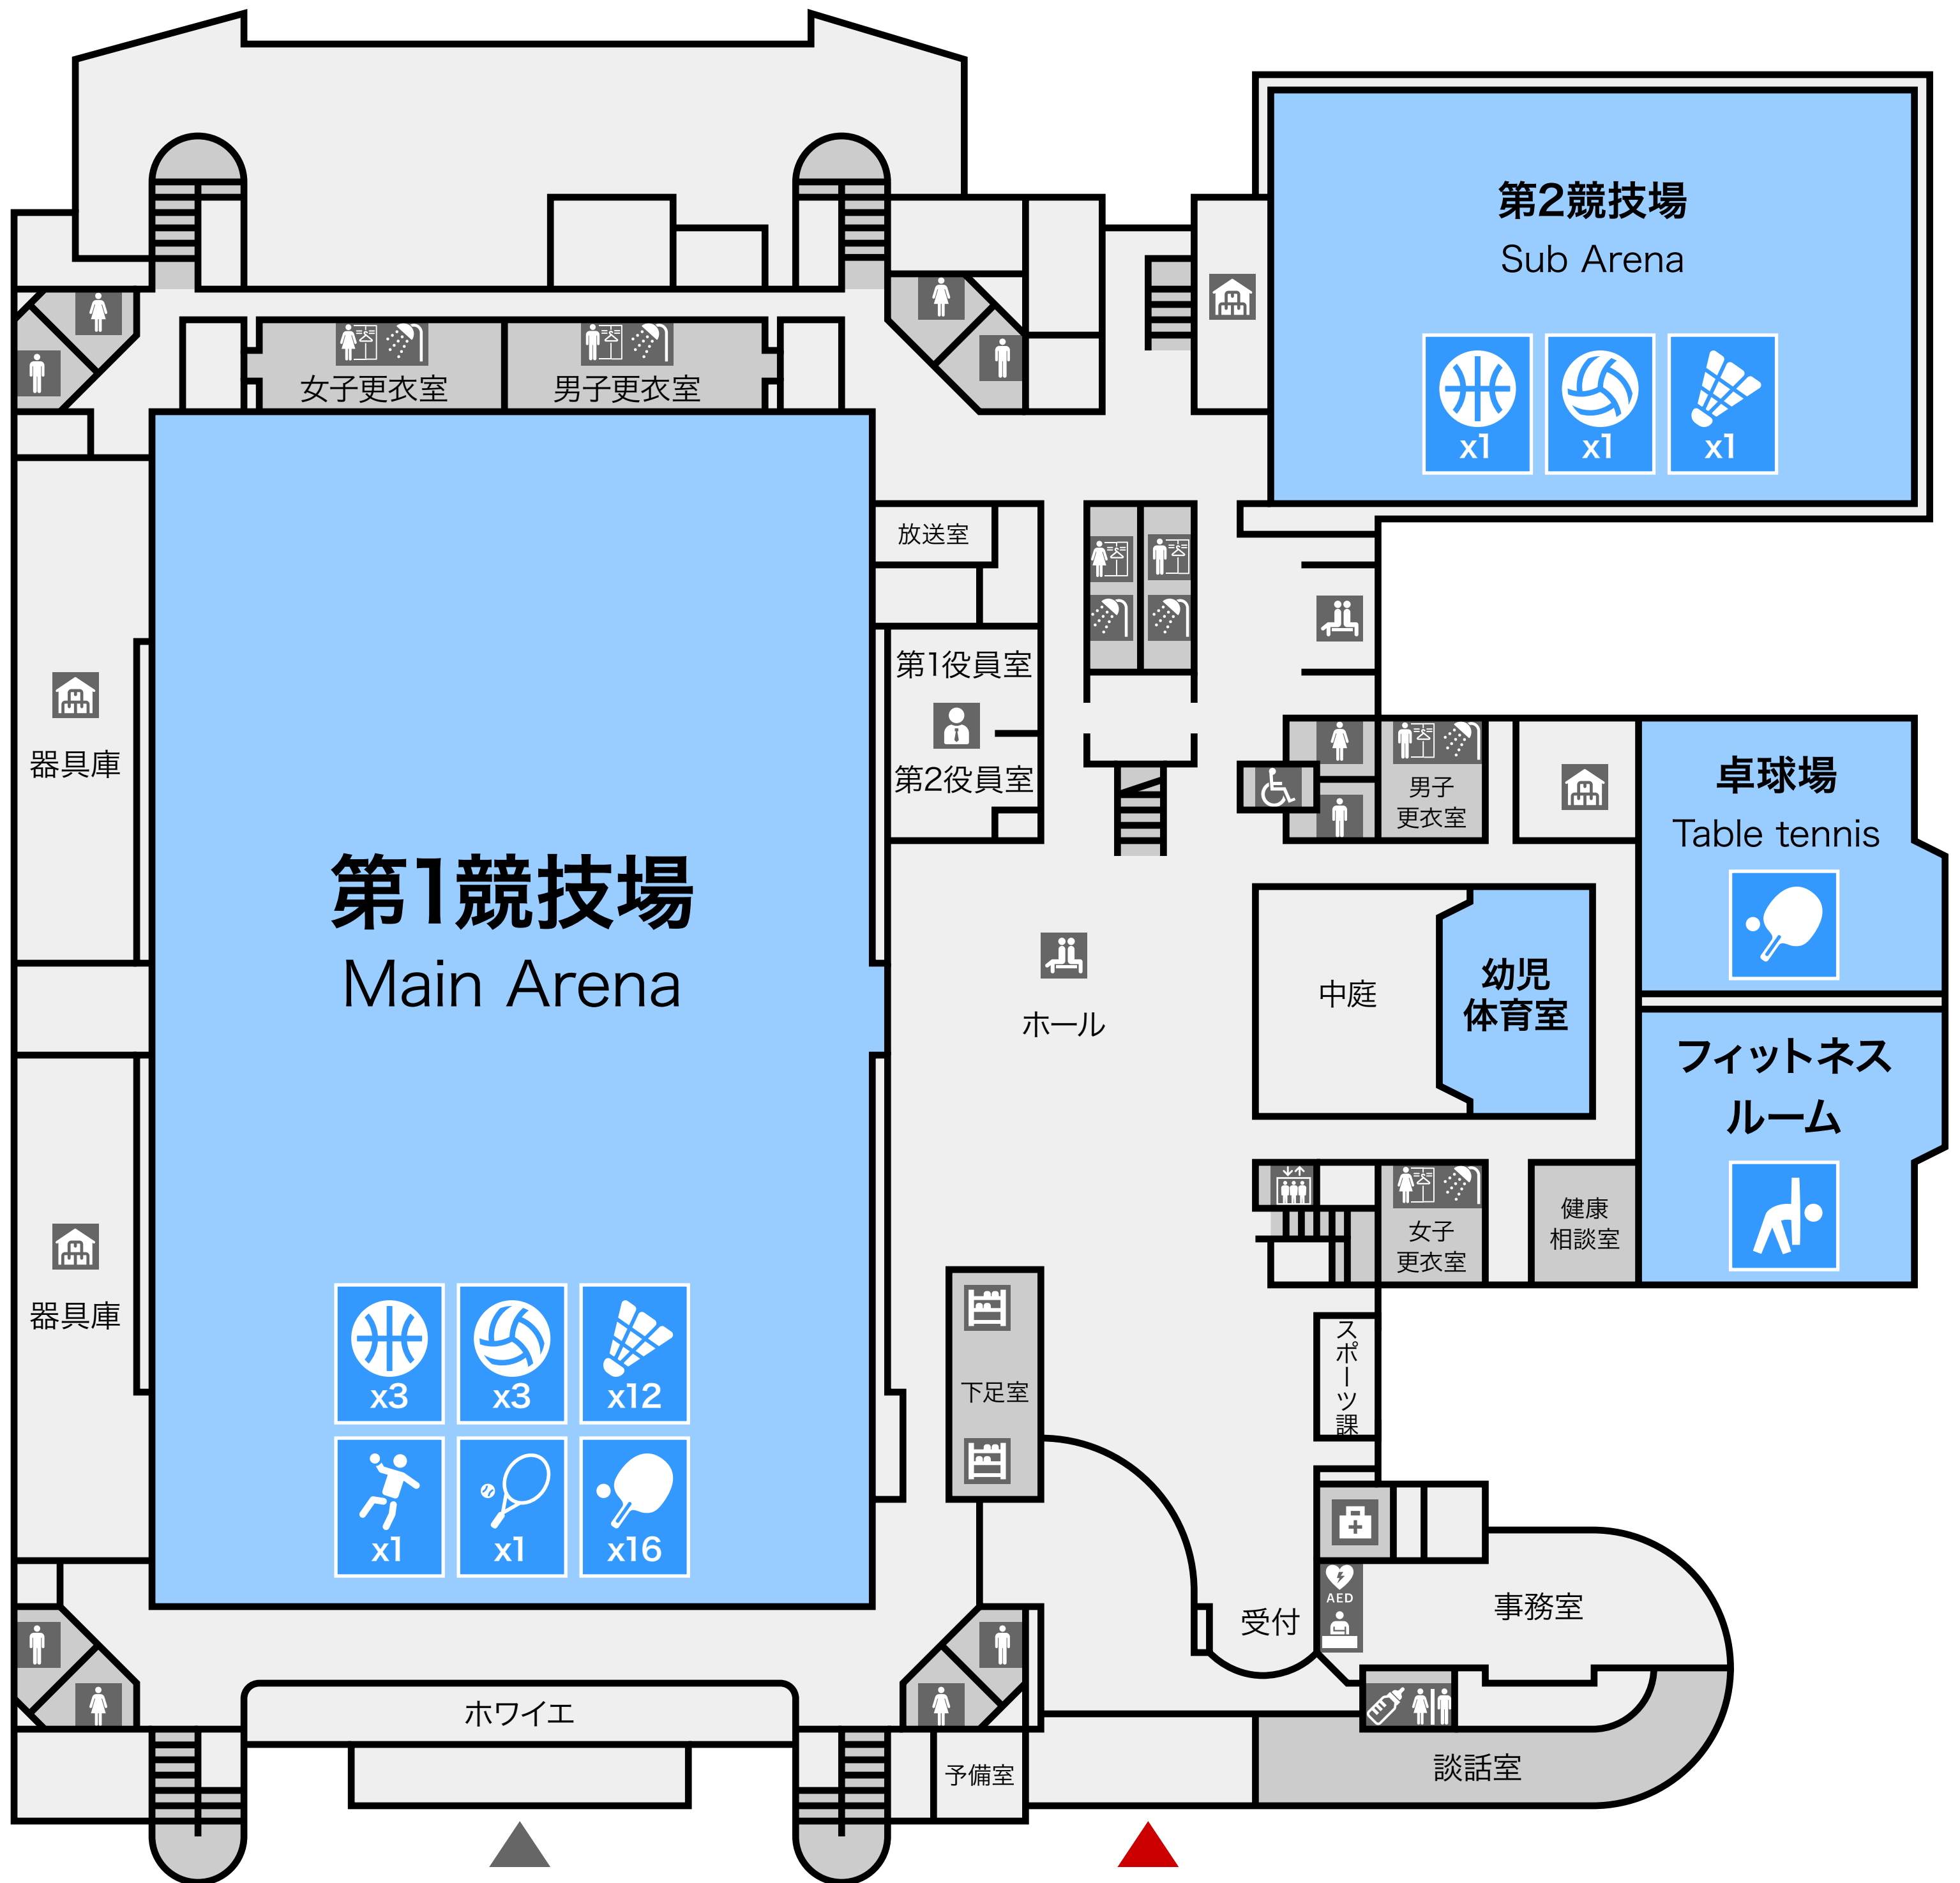 第2競技場
Sub Arena
x1
x1
x1
女子更衣室
男子更衣室
放送室
第1役員室
第2役員室
器具庫
男子
更衣室
卓球場
Table tennis
第1競技場
Main Arena
ホール
中庭
幼児
体育室
フィットネス
ルーム
健康
相談室
女子
更衣室
器具庫
x3
x3
x12
x1
x1
x16
下足室
スポーツ課
AED
受付
事務室
ホワイエ
予備室
談話室